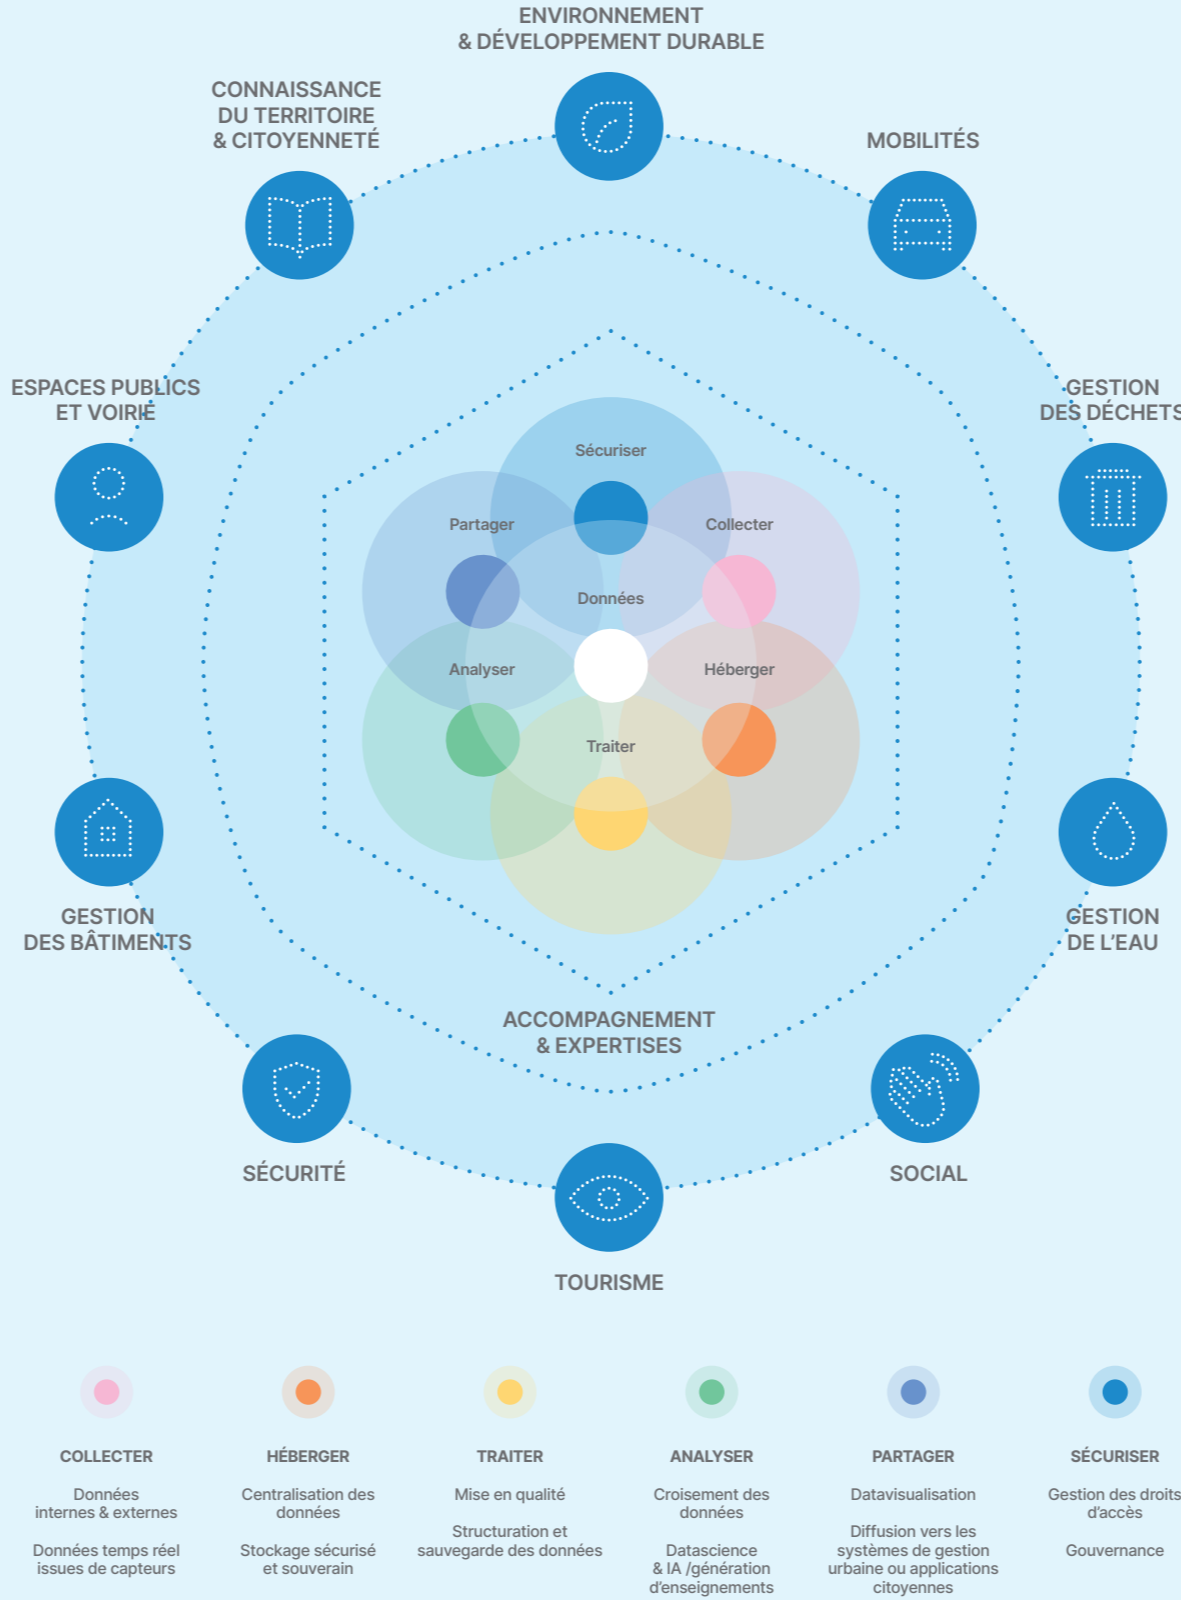 ENVIRONNEMENT
& DÉVELOPPEMENT DURABLE
CONNAISSANCE
DU TERRITOIRE
& CITOYENNETÉ
MOBILITÉS
ESPACES PUBLICS
ET VOIRIE
GESTION
DES DÉCHETS
Sécuriser
Partager
Collecter
Données
Analyser
Héberger
Traiter
GESTION
DES BÂTIMENTS
GESTION
DE L’EAU
ACCOMPAGNEMENT
& EXPERTISES
SÉCURITÉ
SOCIAL
TOURISME
COLLECTER
Données
internes & externes
Données temps réel
issues de capteurs
HÉBERGER
Centralisation des
données
Stockage sécurisé
et souverain
TRAITER
Mise en qualité
Structuration et
sauvegarde des données
ANALYSER
Croisement des
données
Datascience
& IA /génération
d’enseignements
PARTAGER
Datavisualisation
Diffusion vers les
systèmes de gestion
urbaine ou applications
citoyennes
SÉCURISER
Gestion des droits
d’accès
Gouvernance